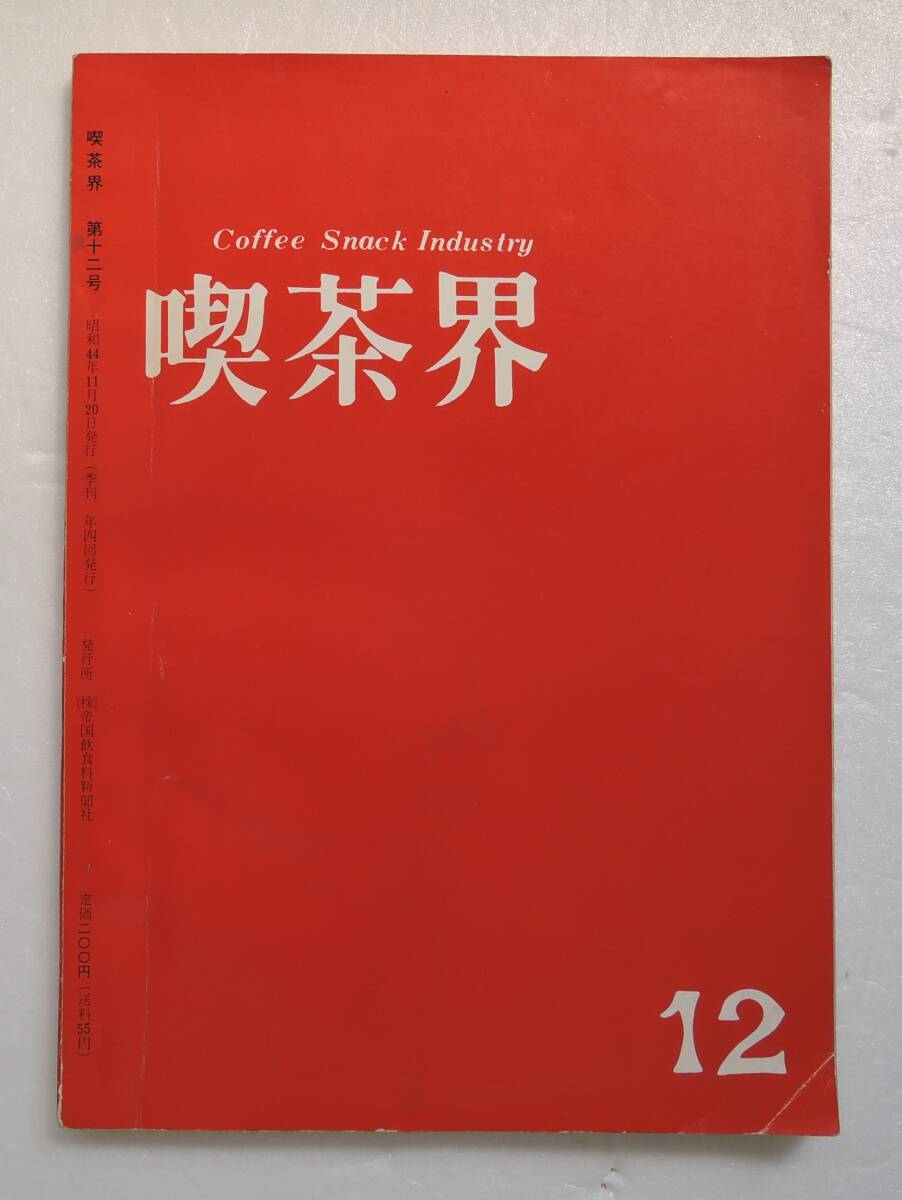 Coffee Snack Industry
喫茶界
12
喫茶界 第十二号 昭和44年11月20日発行(季刊 年四回発行) 発行所 (株)帝国飲食料新聞社 定価二〇〇円(送料55円)